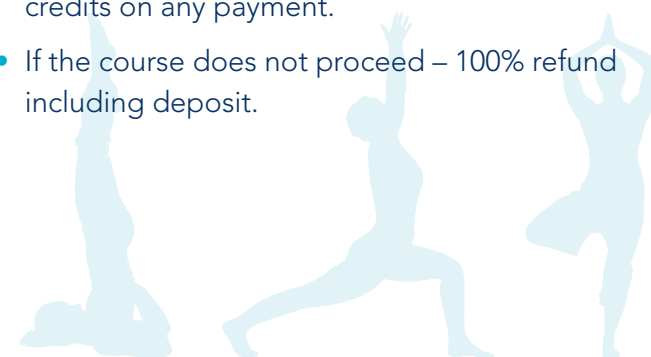 credits on any payment.
• If the course does not proceed – 100% refund
including deposit.